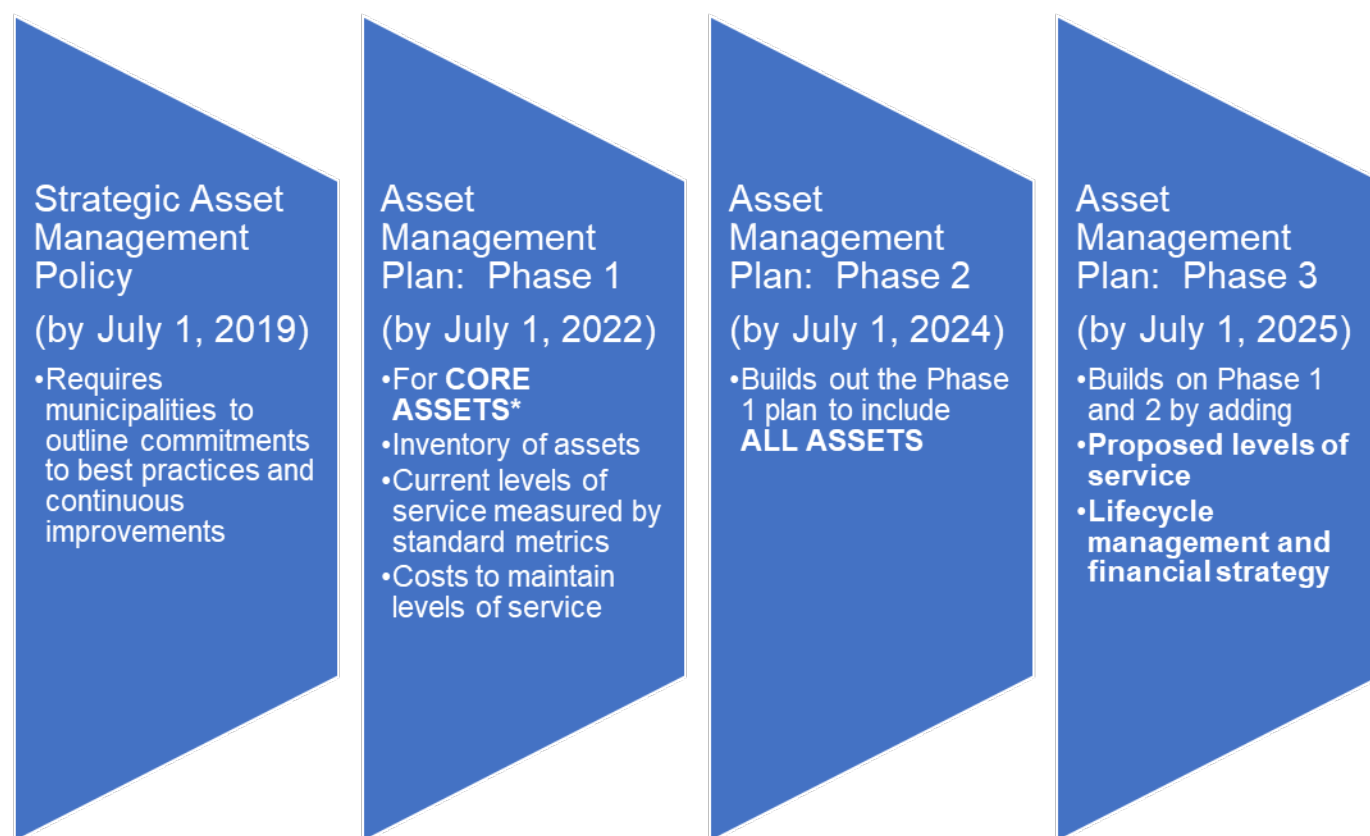 Strategic Asset
Management
Policy
(by July 1, 2019)
•Requires
municipalities to
outline commitments
to best practices and
continuous
improvements
Asset
Management
Plan: Phase 1
(by July 1, 2022)
•For CORE
ASSETS*
•Inventory of assets
•Current levels of
service measured by
standard metrics
•Costs to maintain
levels of service
Asset
Management
Plan: Phase 2
(by July 1, 2024)
•Builds out the Phase
1 plan to include
ALL ASSETS
Asset
Management
Plan: Phase 3
(by July 1, 2025)
•Builds on Phase 1
and 2 by adding
•Proposed levels of
service
•Lifecycle
management and
financial strategy